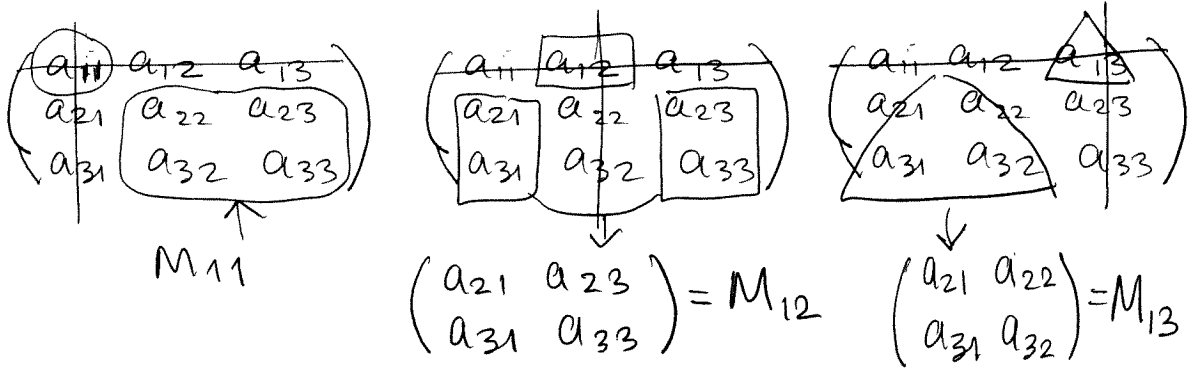 a11 a12 a13 a11 a12 a13 a11 a12 a13
a21 a22 a23 a21 a22 a23 a21 a22 a23
a31 a32 a33 a31 a32 a33 a31 a32 a33
M11
a21 a23 = M12 a21 a22 = M13
a31 a33 a31 a32